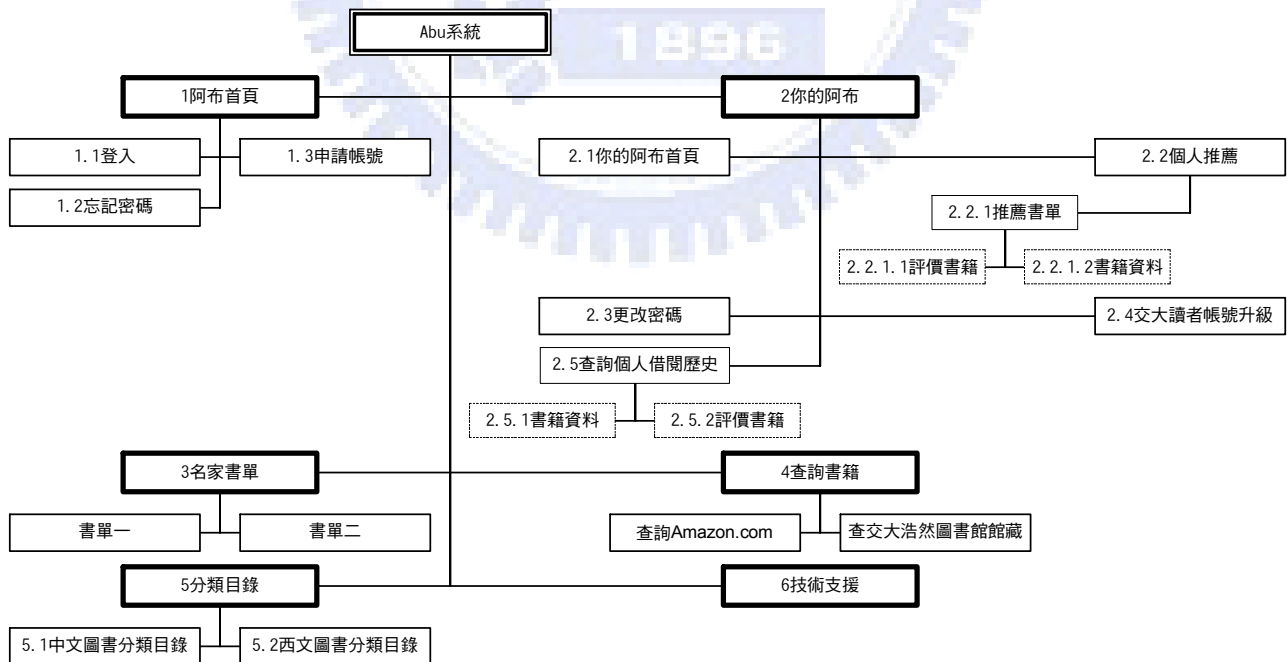 1896
Abu系統
1阿布首頁
2你的阿布
1.1登入
1.3申請帳號
2.1你的阿布首頁
2.2個人推薦
1.2忘記密碼
2.2.1推薦書單
2.2.1.1評價書籍
2.2.1.2書籍資料
2.3更改密碼
2.4交大讀者帳號升級
2.5查詢個人借閱歷史
2.5.1書籍資料
2.5.2評價書籍
3名家書單
4查詢書籍
書單一
書單二
查詢Amazon.com
查交大浩然圖書館館藏
5分類目錄
6技術支援
5.1中文圖書分類目錄
5.2西文圖書分類目錄